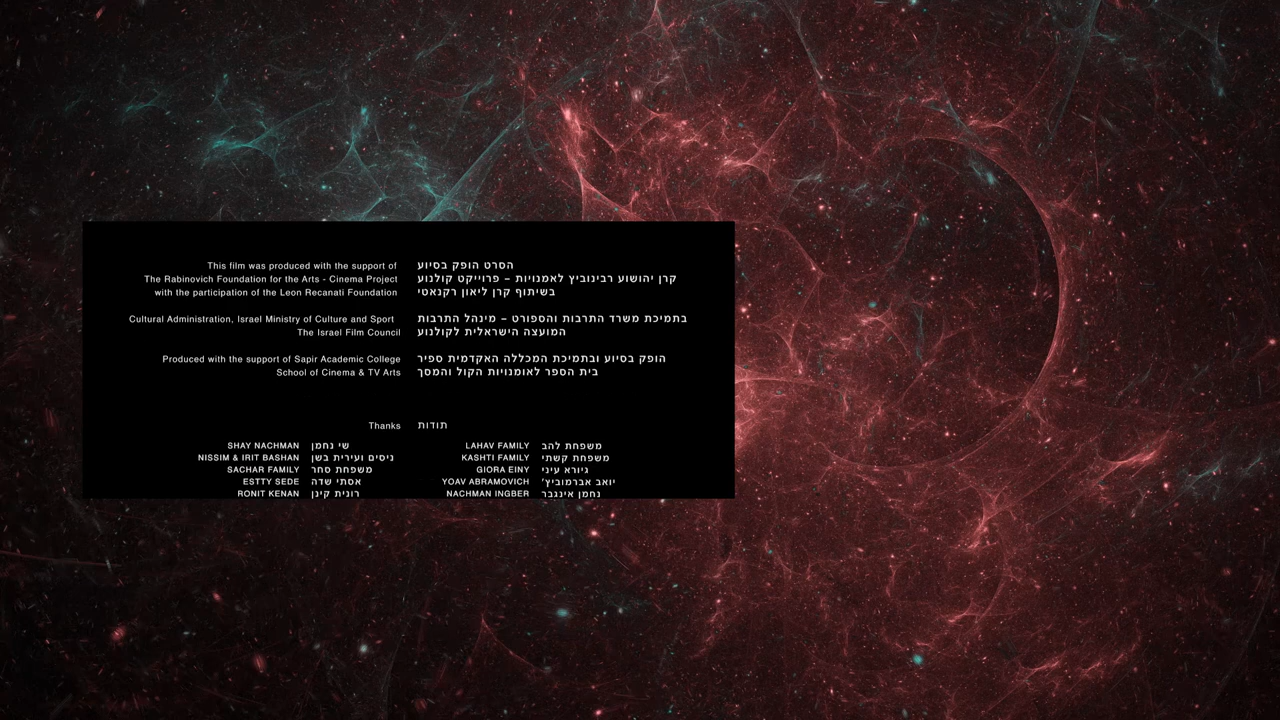 This film was produced with the support of הסרט הופק בסיוע
The Rabinovich Foundation for the Arts - Cinema Project קרן יהושוע רבינוביץ לאמנויות – פרוייקט קולנוע
with the participation of the Leon Recanati Foundation בשיתוף קרן ליאון רקנאטי
Cultural Administration, Israel Ministry of Culture and Sport בתמיכת משרד התרבות והספורט – מינהל התרבות
The Israel Film Council המועצה הישראלית לקולנוע
Produced with the support of Sapir Academic College הופק בסיוע ובתמיכת המכללה האקדמית ספיר
School of Cinema & TV Arts בית הספר לאומנויות הקול והמסך
Thanks תודות
SHAY NACHMAN שי נחמן LAHAV FAMILY משפחת להב
NISSIM & IRIT BASHAN ניסים ועירית בשן KASHTI FAMILY משפחת קשתי
SACHAR FAMILY משפחת סחר GIORA EINY גיורא עיני
ESTTY SEDE אסתי שדה YOAV ABRAMOVICH יואב אברמוביץ'
RONIT KENAN רונית קינן NACHMAN INGBER נחמן אינגבר